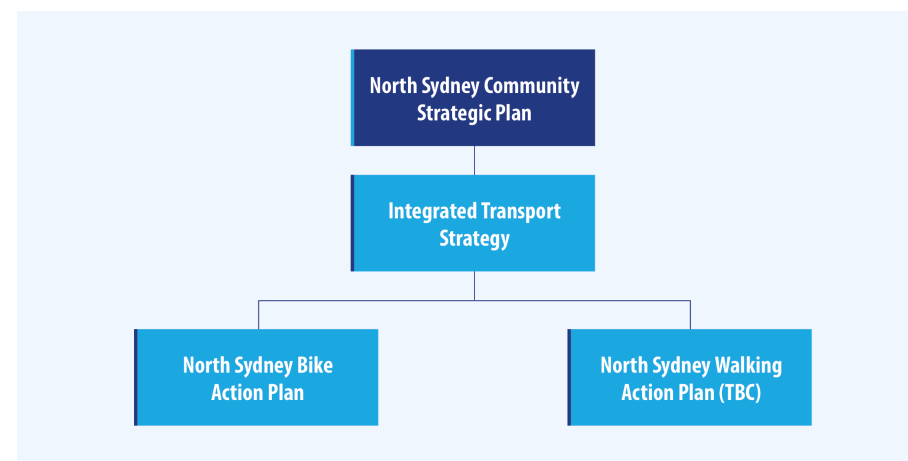 North Sydney Community
Strategic Plan
Integrated Transport
Strategy
North Sydney Bike
Action Plan
North Sydney Walking
Action Plan (TBC)